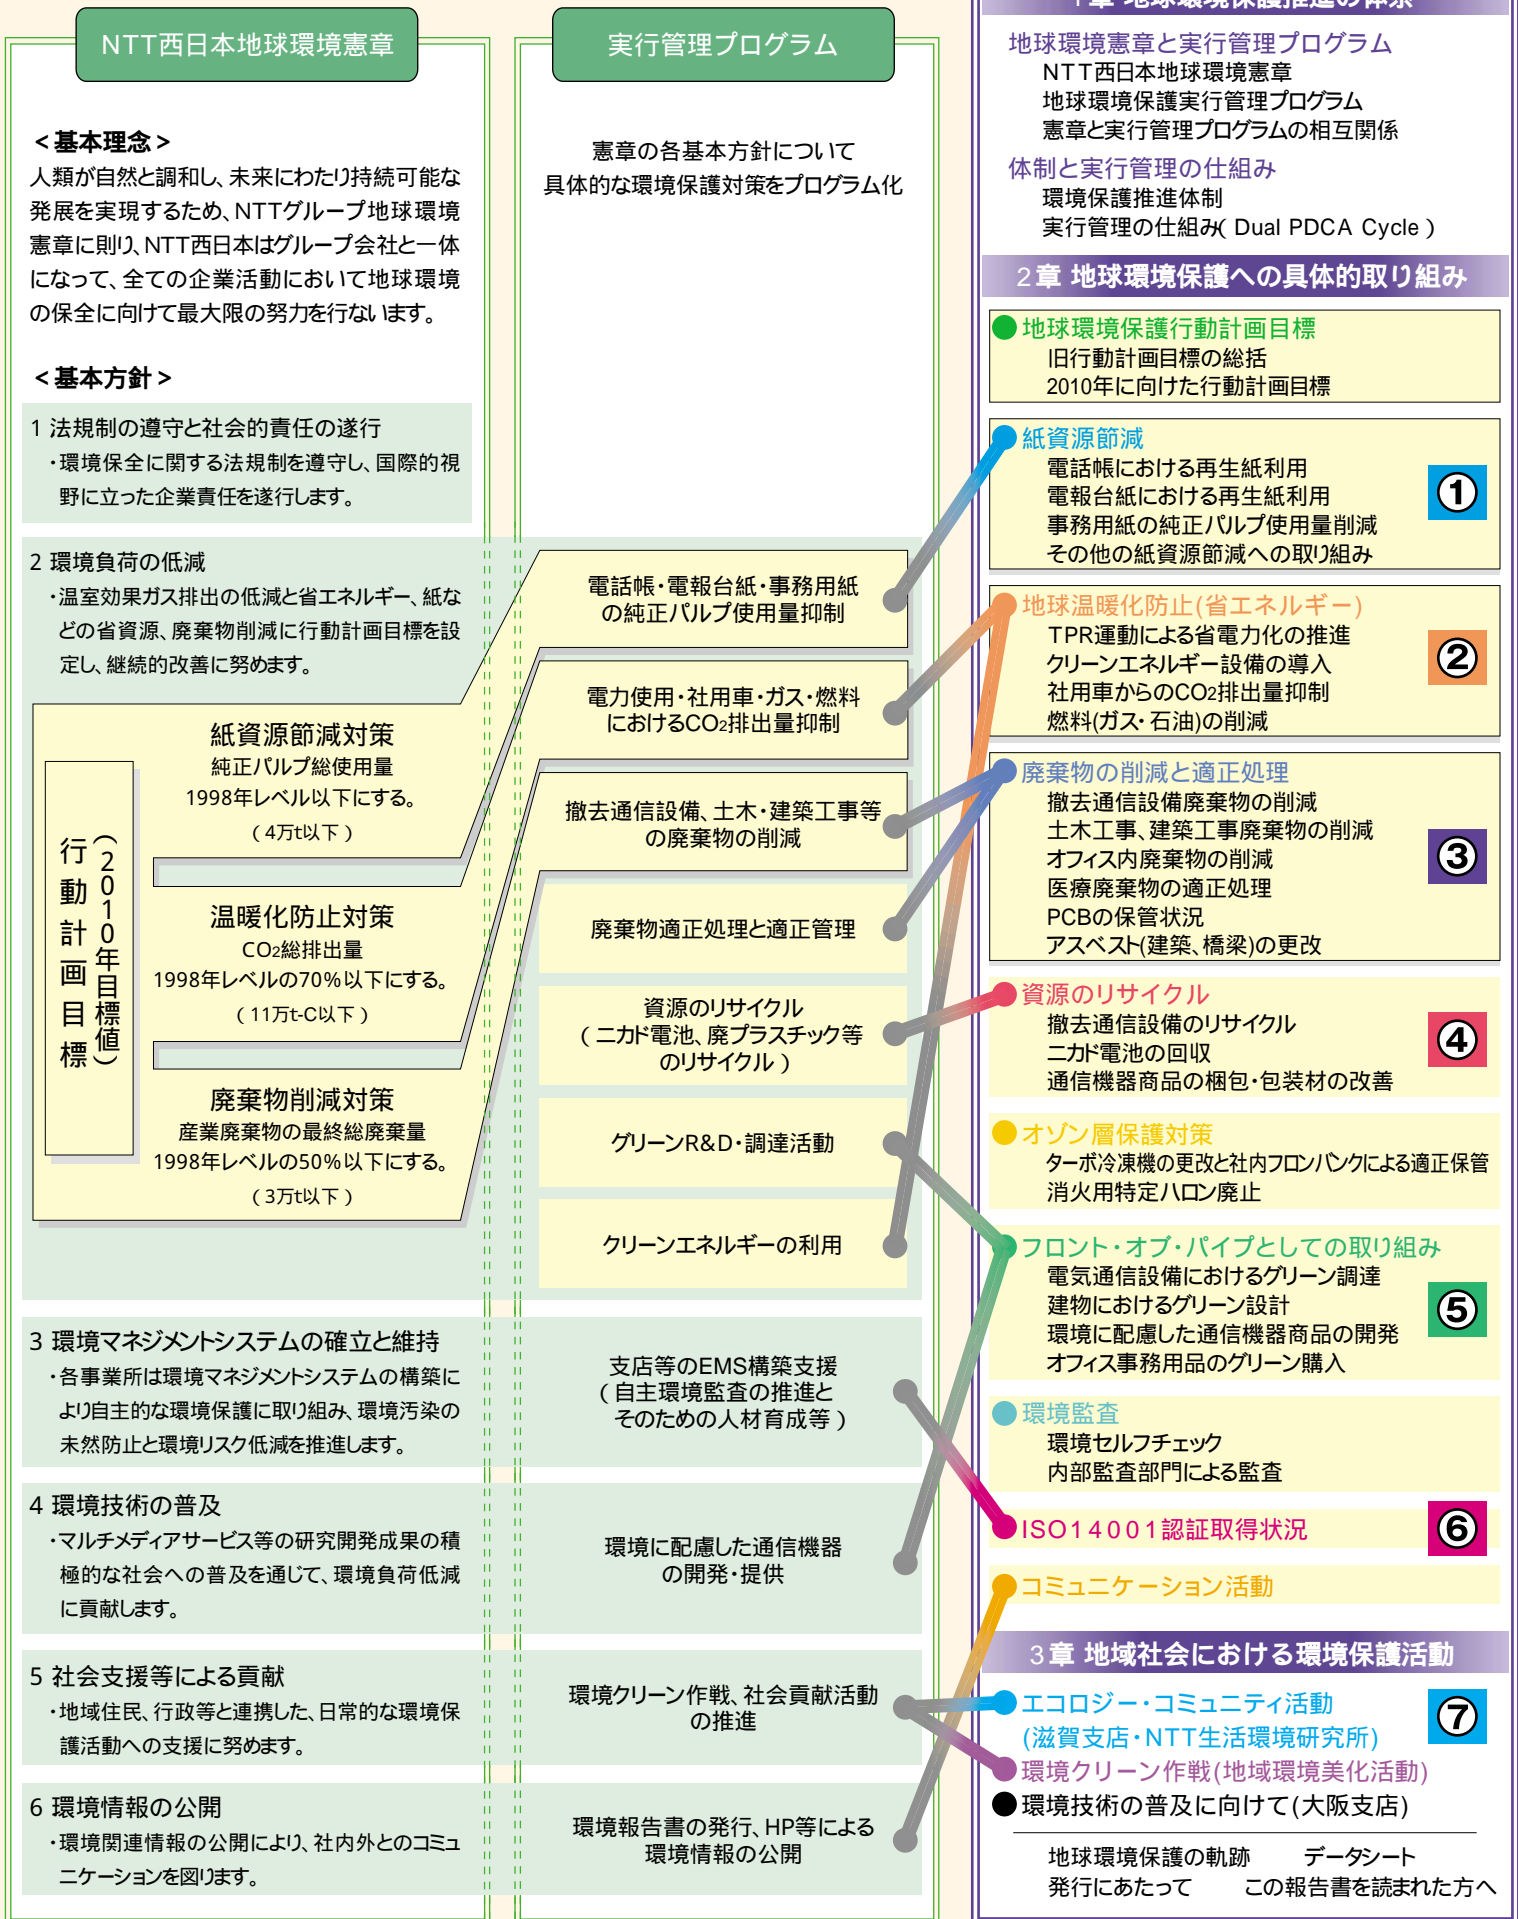 NTT西日本地球環境憲章
＜基本理念＞
人類が自然と調和し、未来にわたり持続可能な
発展を実現するため、NTTグループ地球環境
憲章に則り、NTT西日本はグループ会社と一体
になって、全ての企業活動において地球環境
の保全に向けて最大限の努力を行ないます。
＜基本方針＞
1 法規制の遵守と社会的責任の遂行
・環境保全に関する法規制を遵守し、国際的視
野に立った企業責任を遂行します。
2 環境負荷の低減
・温室効果ガス排出の低減と省エネルギー、紙な
どの省資源、廃棄物削減に行動計画目標を設
定し、継続的改善に努めます。
行動計画目標
（2010年目標値）
紙資源節減対策
純正パルプ総使用量
1998年レベル以下にする。
（4万t以下）
温暖化防止対策
CO2総排出量
1998年レベルの70%以下にする。
（11万t-C以下）
廃棄物削減対策
産業廃棄物の最終総廃棄量
1998年レベルの50%以下にする。
（3万t以下）
3 環境マネジメントシステムの確立と維持
・各事業所は環境マネジメントシステムの構築に
より自主的な環境保護に取り組み、環境汚染の
未然防止と環境リスク低減を推進します。
4 環境技術の普及
・マルチメディアサービス等の研究開発成果の積
極的な社会への普及を通じて、環境負荷低減
に貢献します。
5 社会支援等による貢献
・地域住民、行政等と連携した、日常的な環境保
護活動への支援に努めます。
6 環境情報の公開
・環境関連情報の公開により、社内外とのコミュ
ニケーションを図ります。
実行管理プログラム
憲章の各基本方針について
具体的な環境保護対策をプログラム化
電話帳・電報台紙・事務用紙
の純正パルプ使用量抑制
電力使用・社用車・ガス・燃料
におけるCO2排出量抑制
撤去通信設備、土木・建築工事等
の廃棄物の削減
廃棄物適正処理と適正管理
資源のリサイクル
（ニカド電池、廃プラスチック等
のリサイクル）
グリーンR&D・調達活動
クリーンエネルギーの利用
支店等のEMS構築支援
（自主環境監査の推進と
そのための人材育成等）
環境に配慮した通信機器
の開発・提供
環境クリーン作戦、社会貢献活動
の推進
環境報告書の発行、HP等による
環境情報の公開
1章 地球環境保護推進の体系
地球環境憲章と実行管理プログラム
NTT西日本地球環境憲章
地球環境保護実行管理プログラム
憲章と実行管理プログラムの相互関係
体制と実行管理の仕組み
環境保護推進体制
実行管理の仕組み（Dual PDCA Cycle）
2章 地球環境保護への具体的取り組み
●地球環境保護行動計画目標
旧行動計画目標の総括
2010年に向けた行動計画目標
●紙資源節減
電話帳における再生紙利用
電報台紙における再生紙利用
事務用紙の純正パルプ使用量削減
その他の紙資源節減への取り組み
①
●地球温暖化防止(省エネルギー)
TPR運動による省電力化の推進
クリーンエネルギー設備の導入
社用車からのCO2排出量抑制
燃料(ガス・石油)の削減
②
●廃棄物の削減と適正処理
撤去通信設備廃棄物の削減
土木工事、建築工事廃棄物の削減
オフィス内廃棄物の削減
医療廃棄物の適正処理
PCBの保管状況
アスベスト(建築、橋梁)の更改
③
●資源のリサイクル
撤去通信設備のリサイクル
ニカド電池の回収
通信機器商品の梱包・包装材の改善
④
●オゾン層保護対策
ターボ冷凍機の更改と社内フロンバンクによる適正保管
消火用特定ハロン廃止
●フロント・オブ・パイプとしての取り組み
電気通信設備におけるグリーン調達
建物におけるグリーン設計
環境に配慮した通信機器商品の開発
オフィス事務用品のグリーン購入
⑤
●環境監査
環境セルフチェック
内部監査部門による監査
●ISO14001認証取得状況
⑥
●コミュニケーション活動
3章 地域社会における環境保護活動
●エコロジー・コミュニティ活動
(滋賀支店・NTT生活環境研究所)
⑦
●環境クリーン作戦(地域環境美化活動)
●環境技術の普及に向けて(大阪支店)
地球環境保護の軌跡　データシート
発行にあたって　この報告書を読まれた方へ